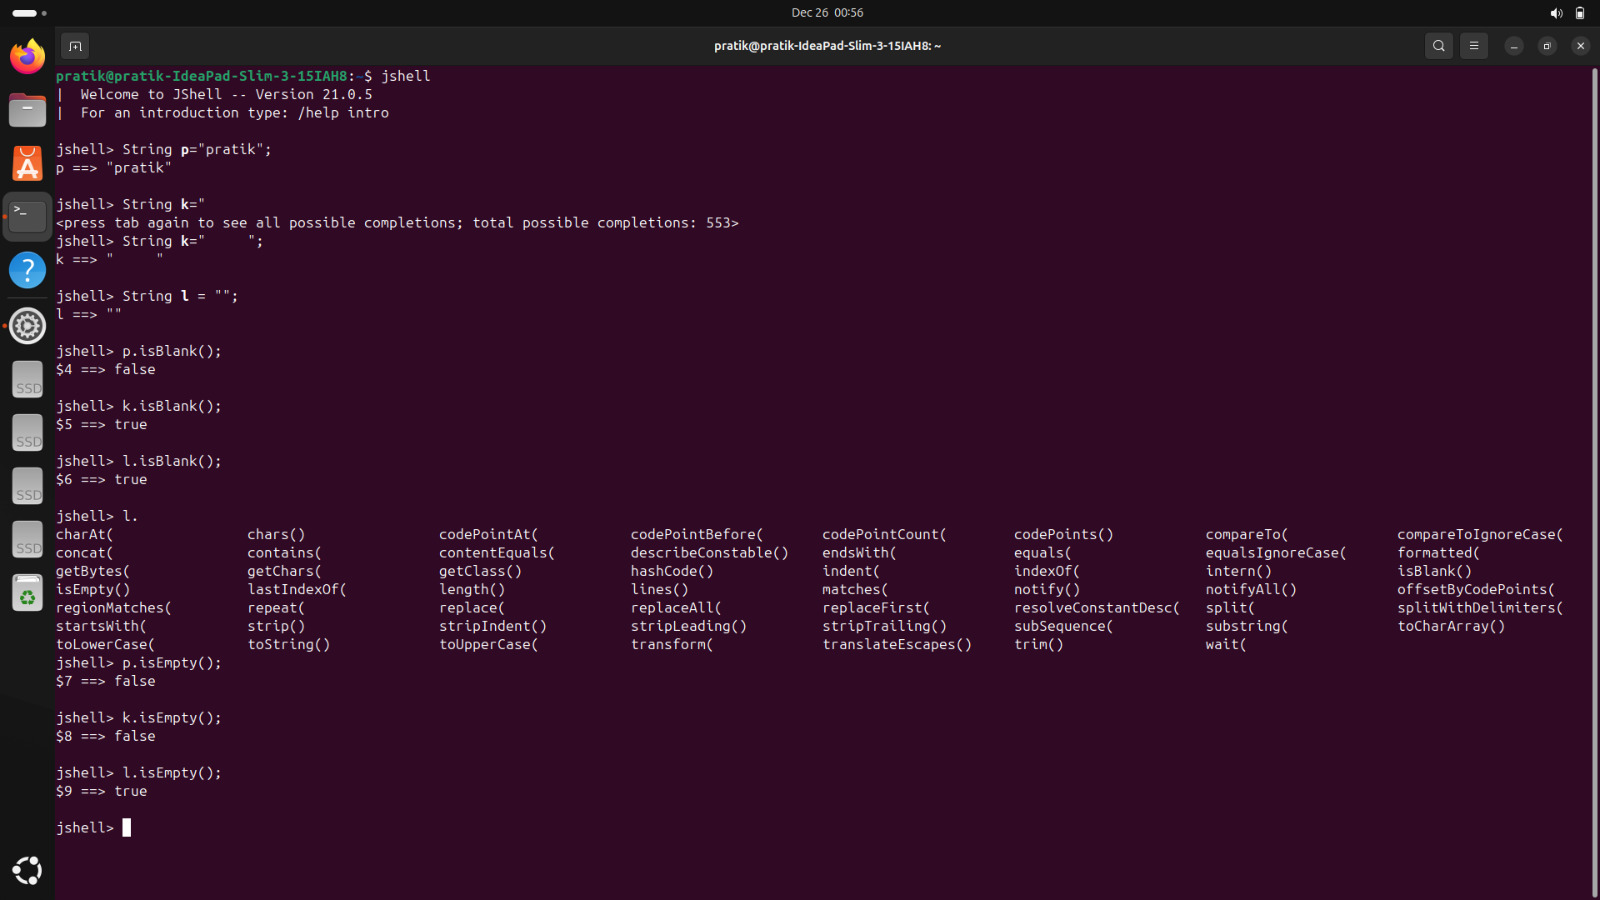 Dec 26 00:56
pratik@pratik-IdeaPad-Slim-3-15IAH8: ~
pratik@pratik-IdeaPad-Slim-3-15IAH8:~$ jshell
|  Welcome to JShell -- Version 21.0.5
|  For an introduction type: /help intro
jshell> String p="pratik";
p ==> "pratik"
jshell> String k="
<press tab again to see all possible completions; total possible completions: 553>
jshell> String k="     ";
k ==> "     "
jshell> String l = "";
l ==> ""
jshell> p.isBlank();
$4 ==> false
jshell> k.isBlank();
$5 ==> true
jshell> l.isBlank();
$6 ==> true
jshell> l.
charAt( chars() codePointAt( codePointBefore( codePointCount( codePoints() compareTo( compareToIgnoreCase(
concat( contains( contentEquals( describeConstable() endsWith( equals( equalsIgnoreCase( formatted(
getBytes( getChars( getClass() hashCode() indent( indexOf( intern() isBlank()
isEmpty() lastIndexOf( length() lines() matches( notify() notifyAll() offsetByCodePoints(
regionMatches( repeat( replace( replaceAll( replaceFirst( resolveConstantDesc( split( splitWithDelimiters(
startsWith( strip() stripIndent() stripLeading() stripTrailing() subSequence( substring( toCharArray()
toLowerCase( toString() toUpperCase( transform( translateEscapes() trim() wait(
jshell> p.isEmpty();
$7 ==> false
jshell> k.isEmpty();
$8 ==> false
jshell> l.isEmpty();
$9 ==> true
jshell>
SSD
SSD
SSD
SSD